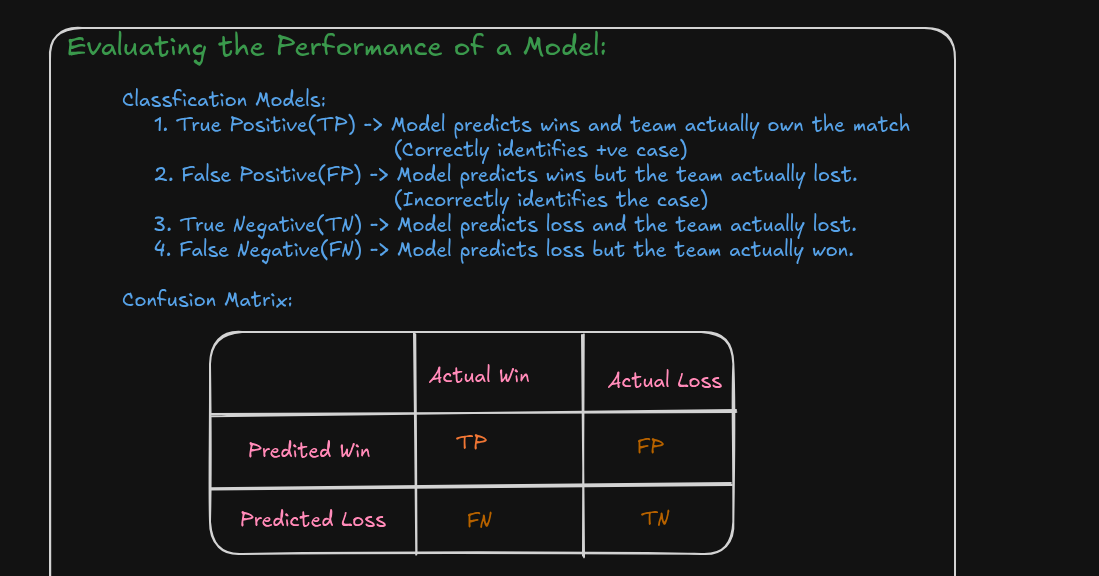 Evaluating the Performance of a Model:
Classfication Models:
1. True Positive(TP) -> Model predicts wins and team actually own the match
(Correctly identifies +ve case)
2. False Positive(FP) -> Model predicts wins but the team actually lost.
(Incorrectly identifies the case)
3. True Negative(TN) -> Model predicts loss and the team actually lost.
4. False Negative(FN) -> Model predicts loss but the team actually won.
Confusion Matrix:
Actual Win Actual Loss
Predited Win TP FP
Predicted Loss FN TN